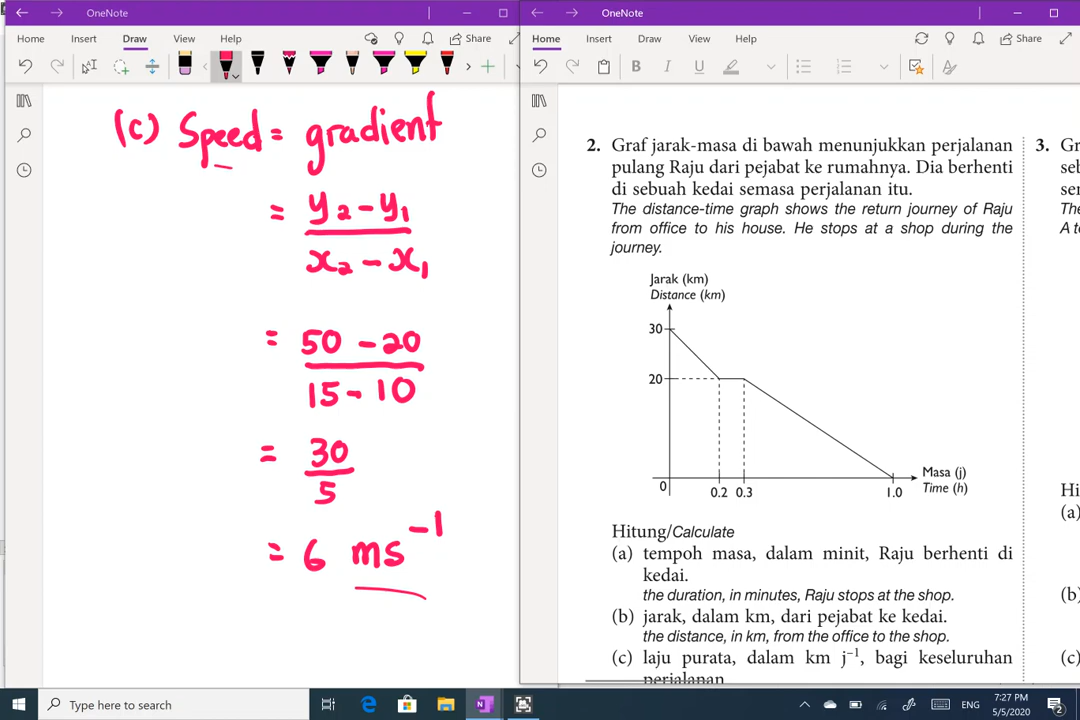 OneNote
Home Insert Draw View Help Share
(c) Speed = gradient
= y₂ - y₁
x₂ - x₁
= 50 - 20
15 - 10
= 30
5
= 6 ms⁻¹
OneNote
Home Insert Draw View Help Share
B I U
2. Graf jarak-masa di bawah menunjukkan perjalanan
pulang Raju dari pejabat ke rumahnya. Dia berhenti
di sebuah kedai semasa perjalanan itu.
The distance-time graph shows the return journey of Raju
from office to his house. He stops at a shop during the
journey.
Jarak (km)
Distance (km)
30
20
0
0.2 0.3 1.0
Masa (j)
Time (h)
Hitung/Calculate
(a) tempoh masa, dalam minit, Raju berhenti di
kedai.
the duration, in minutes, Raju stops at the shop.
(b) jarak, dalam km, dari pejabat ke kedai.
the distance, in km, from the office to the shop.
(c) laju purata, dalam km j⁻¹, bagi keseluruhan
perjalanan
3.
(a)
(b)
(c)
Type here to search
ENG
7:27 PM
5/5/2020
2